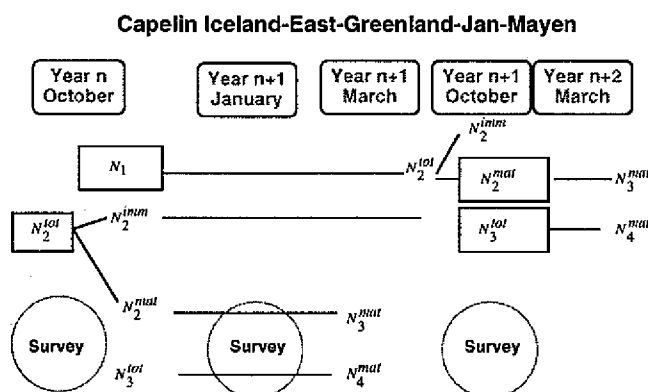 Capelin Iceland-East-Greenland-Jan-Mayen
Year n October
Year n+1 January
Year n+1 March
Year n+1 October
Year n+2 March
N_2^{imm}
N_1
N_2^{tot}
N_2^{mat}
N_3^{mat}
N_2^{tot}
N_2^{imm}
N_3^{tot}
N_4^{mat}
N_2^{mat}
N_3^{mat}
Survey
Survey
Survey
N_3^{tot}
N_4^{mat}